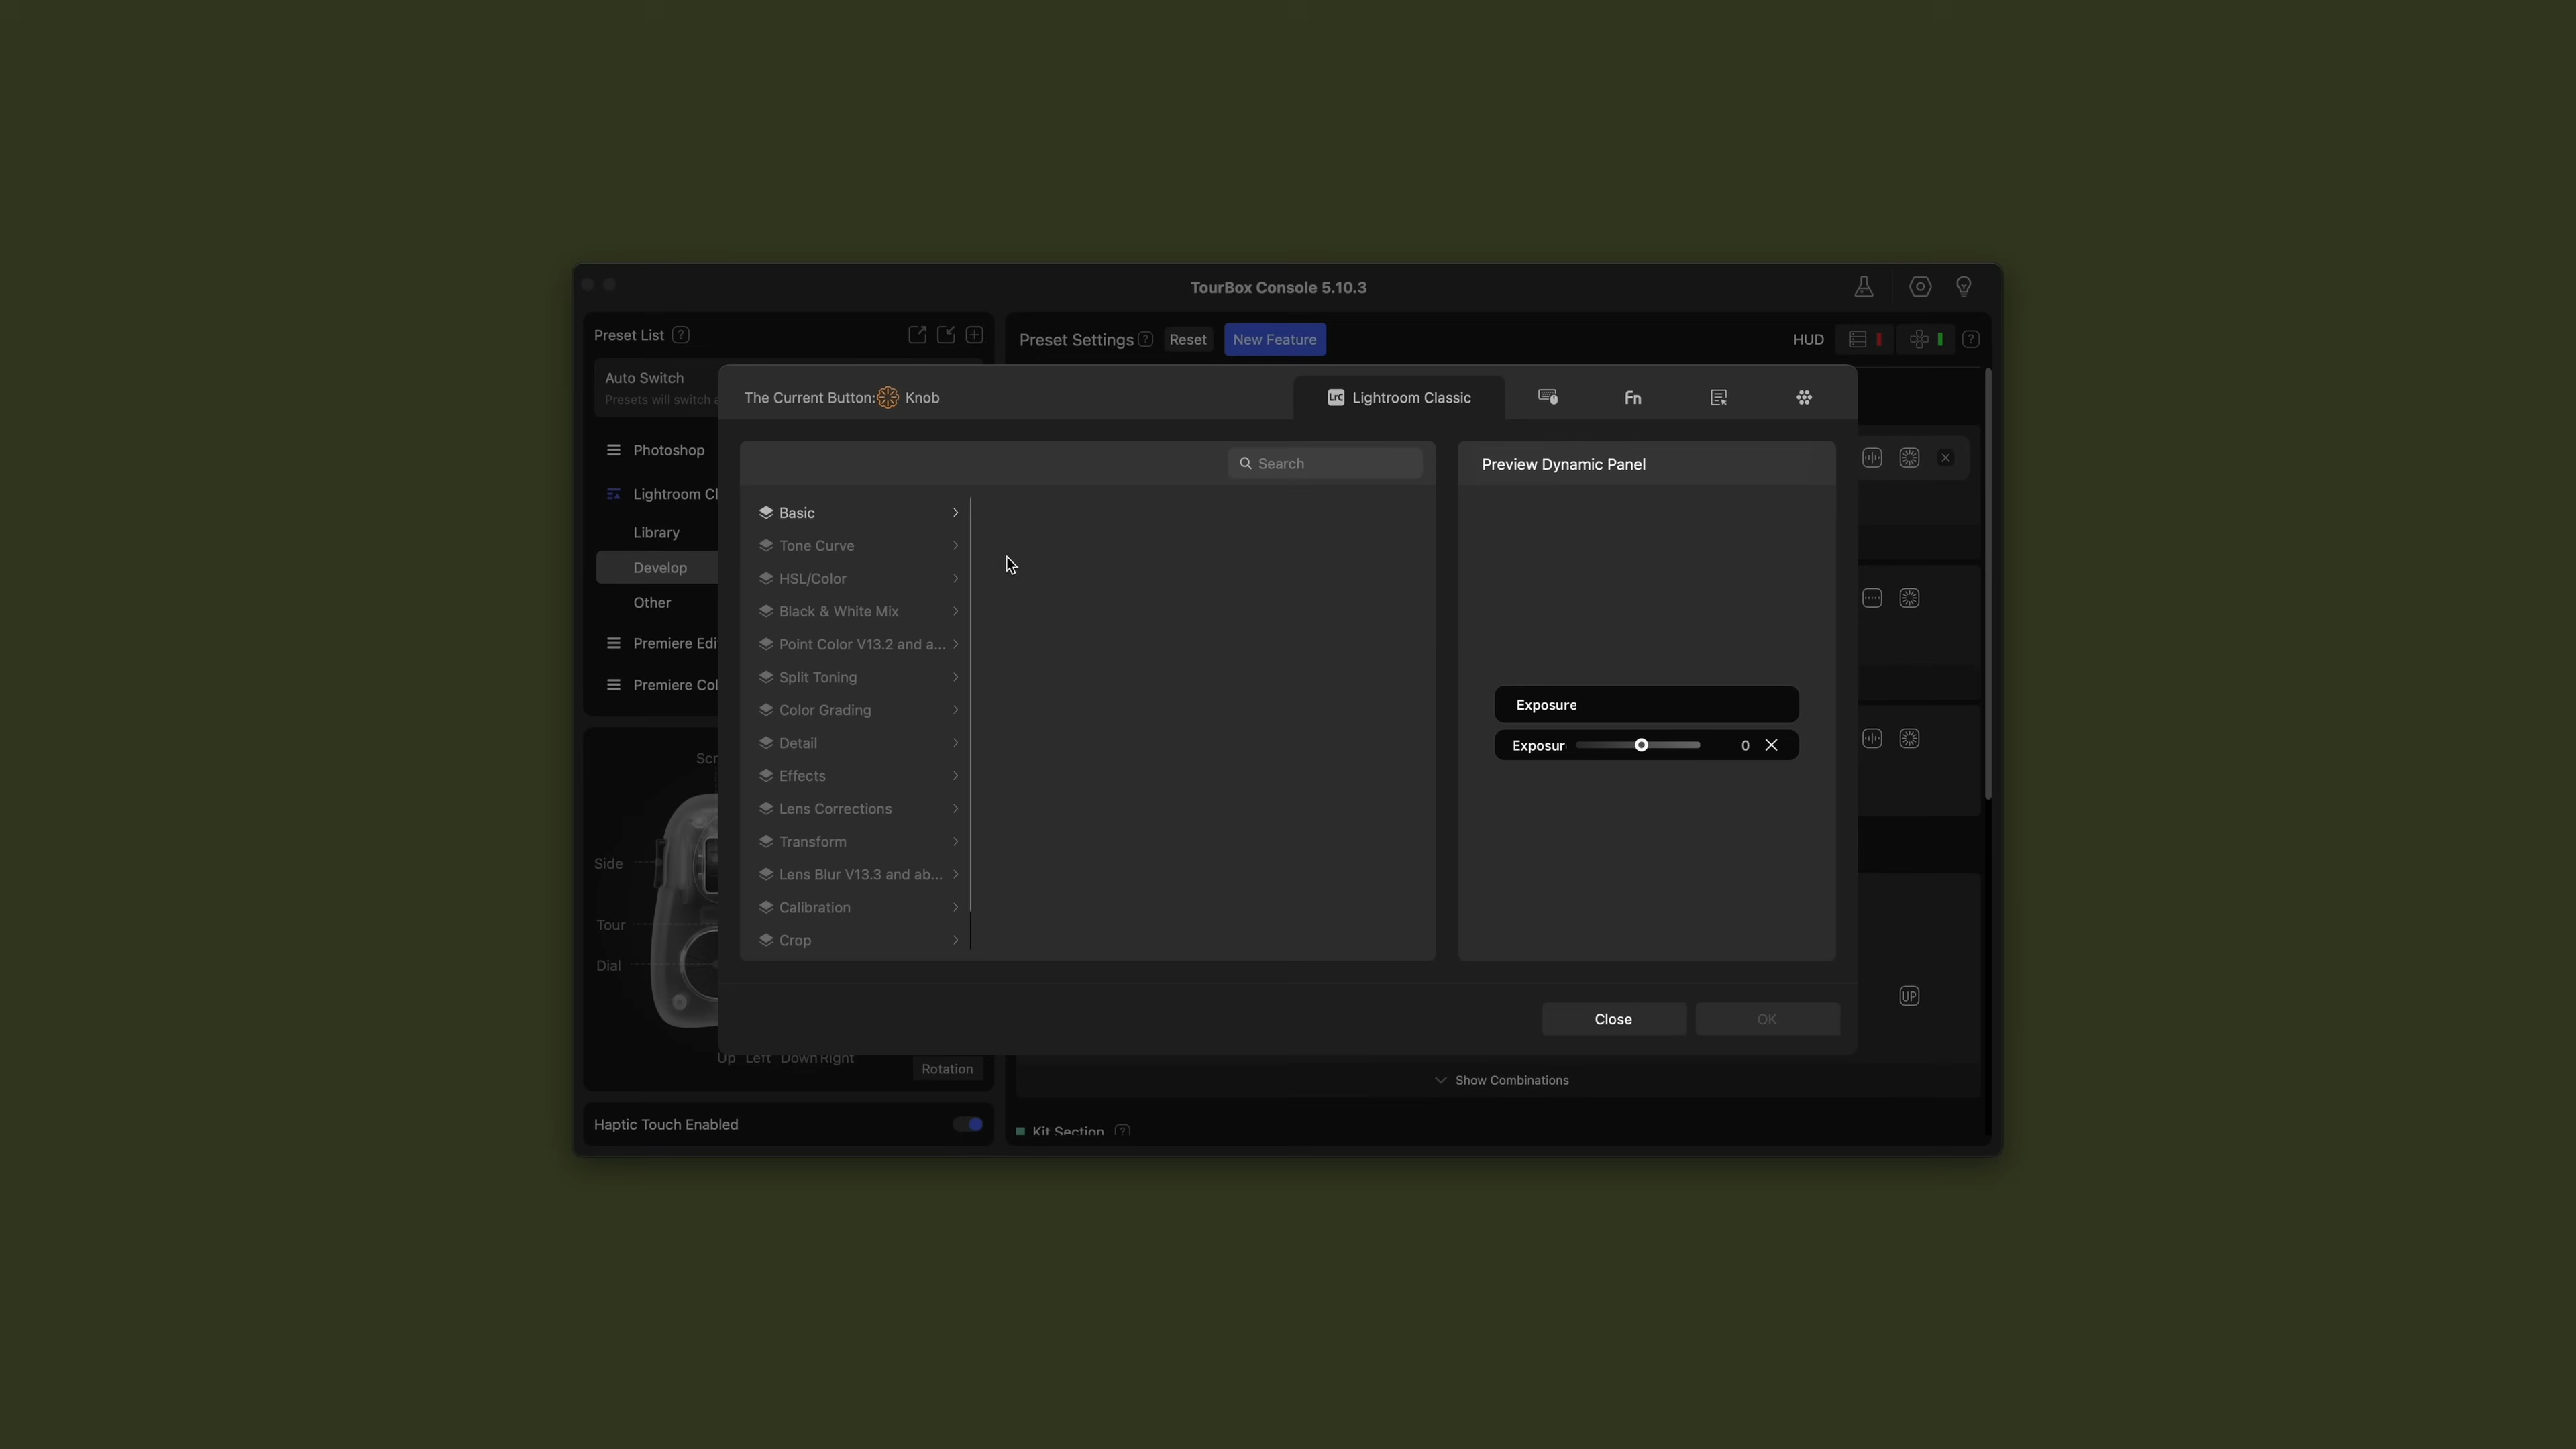 TourBox Console 5.10.3
Preset List ?
Preset Settings ? Reset New Feature
HUD ?
Auto Switch
Presets will switch a
Photoshop
Lightroom Cl
Library
Develop
Other
Premiere Edi
Premiere Col
The Current Button: Knob
LrC Lightroom Classic
Fn
Search
Basic
Tone Curve
HSL/Color
Black & White Mix
Point Color V13.2 and a...
Split Toning
Color Grading
Detail
Effects
Lens Corrections
Transform
Lens Blur V13.3 and ab...
Calibration
Crop
Preview Dynamic Panel
Exposure
Exposur 0
Close
OK
Scr
Side
Tour
Dial
UP
Up Left Down Right
Rotation
Show Combinations
Haptic Touch Enabled
Kit Section ?